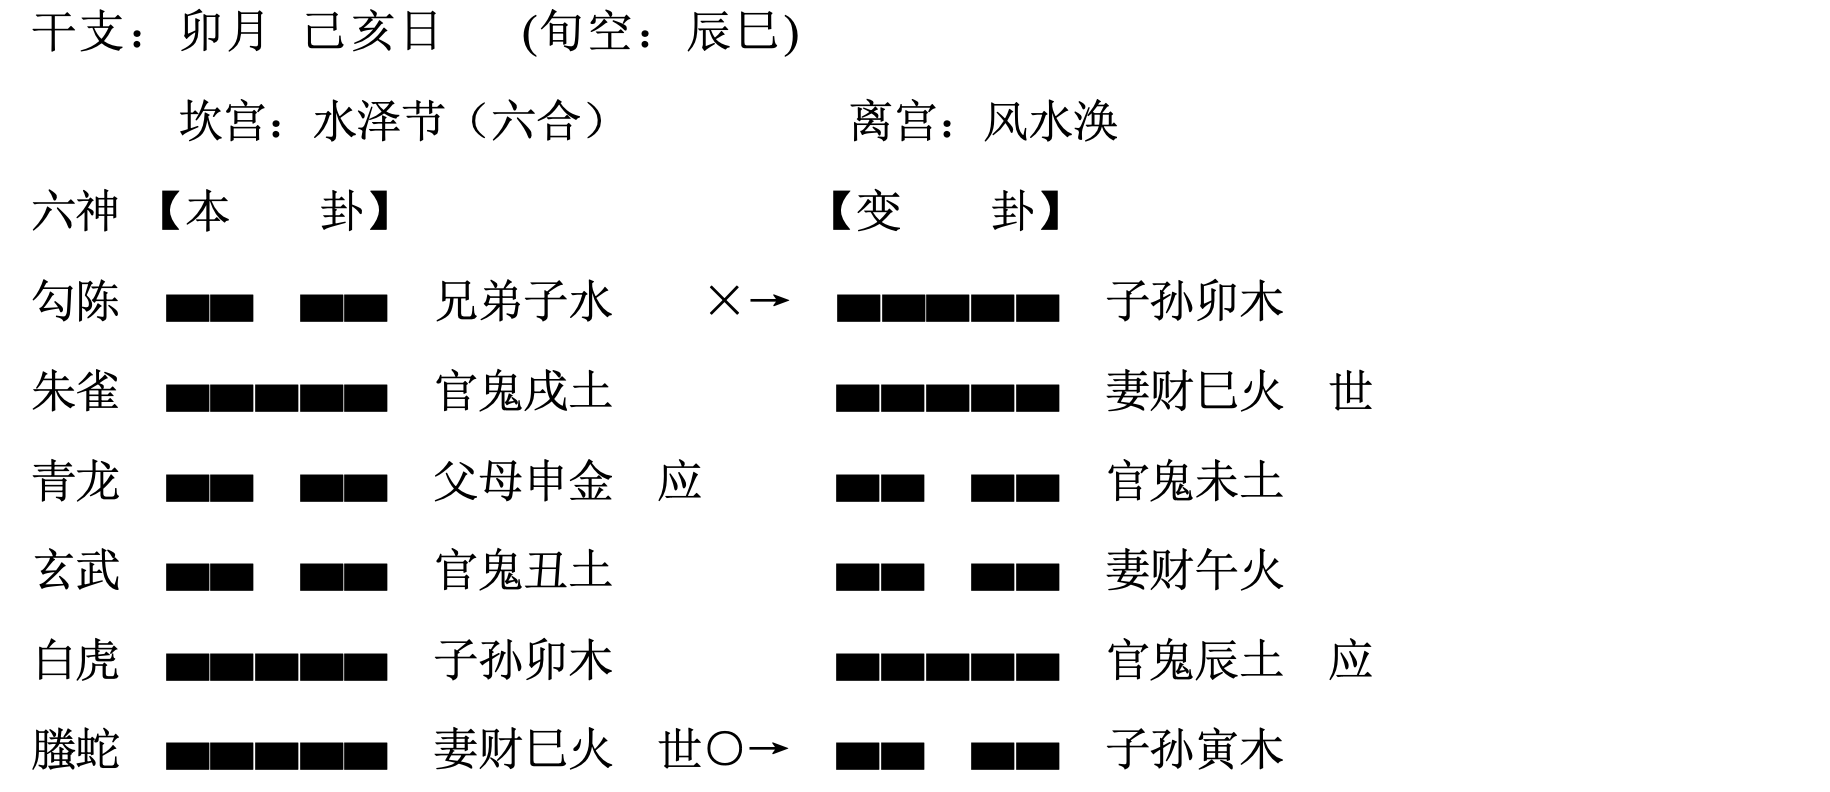 干支：卯月 己亥日 (旬空：辰巳)
坎宫：水泽节（六合） 离宫：风水涣
六神 【本 卦】 【变 卦】
勾陈 兄弟子水 ×→ 子孙卯木
朱雀 官鬼戌土 妻财巳火 世
青龙 父母申金 应 官鬼未土
玄武 官鬼丑土 妻财午火
白虎 子孙卯木 官鬼辰土 应
螣蛇 妻财巳火 世○→ 子孙寅木